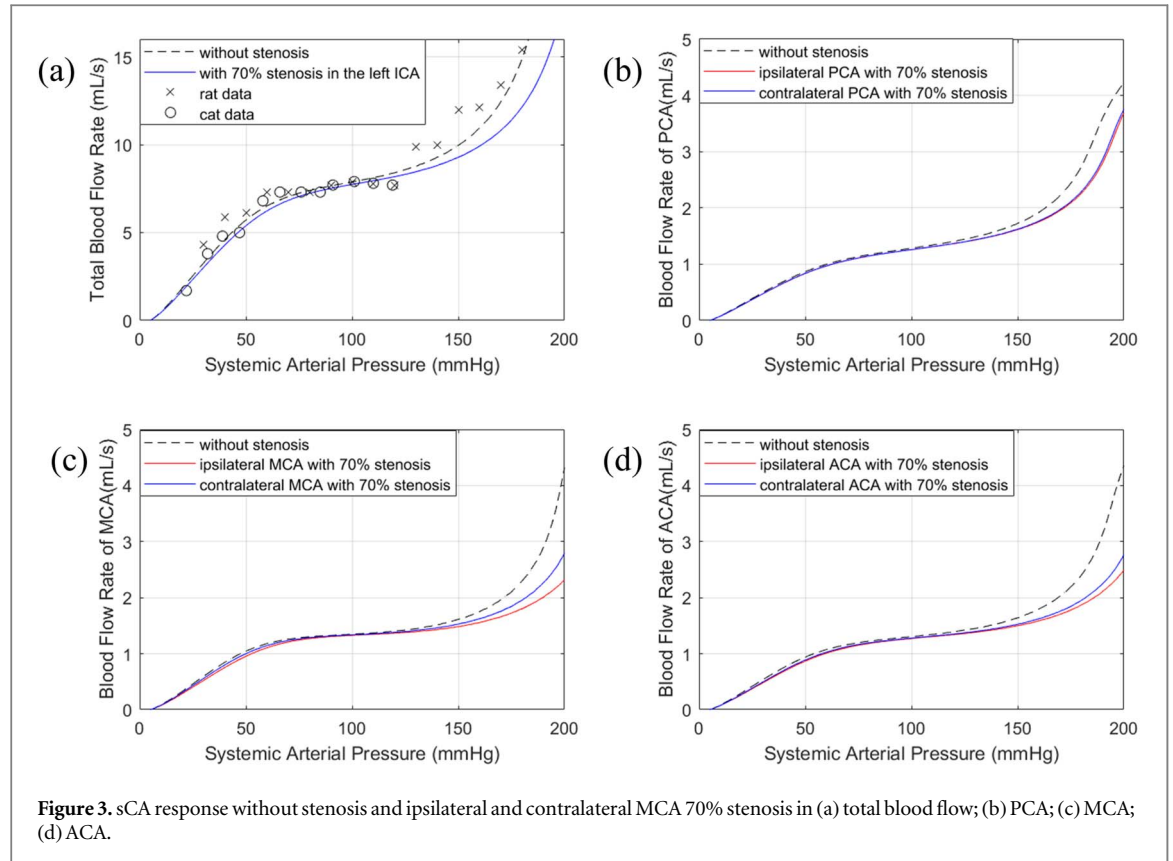 (a)
without stenosis
with 70% stenosis in the left ICA
rat data
cat data
Total Blood Flow Rate (mL/s)
15
10
5
0
0 50 100 150 200
Systemic Arterial Pressure (mmHg)
(b)
without stenosis
ipsilateral PCA with 70% stenosis
contralateral PCA with 70% stenosis
Blood Flow Rate of PCA(mL/s)
5
4
3
2
1
0
0 50 100 150 200
Systemic Arterial Pressure (mmHg)
(c)
without stenosis
ipsilateral MCA with 70% stenosis
contralateral MCA with 70% stenosis
Blood Flow Rate of MCA(mL/s)
5
4
3
2
1
0
0 50 100 150 200
Systemic Arterial Pressure (mmHg)
(d)
without stenosis
ipsilateral ACA with 70% stenosis
contralateral ACA with 70% stenosis
Blood Flow Rate of ACA(mL/s)
5
4
3
2
1
0
0 50 100 150 200
Systemic Arterial Pressure (mmHg)
Figure 3. sCA response without stenosis and ipsilateral and contralateral MCA 70% stenosis in (a) total blood flow; (b) PCA; (c) MCA;
(d) ACA.